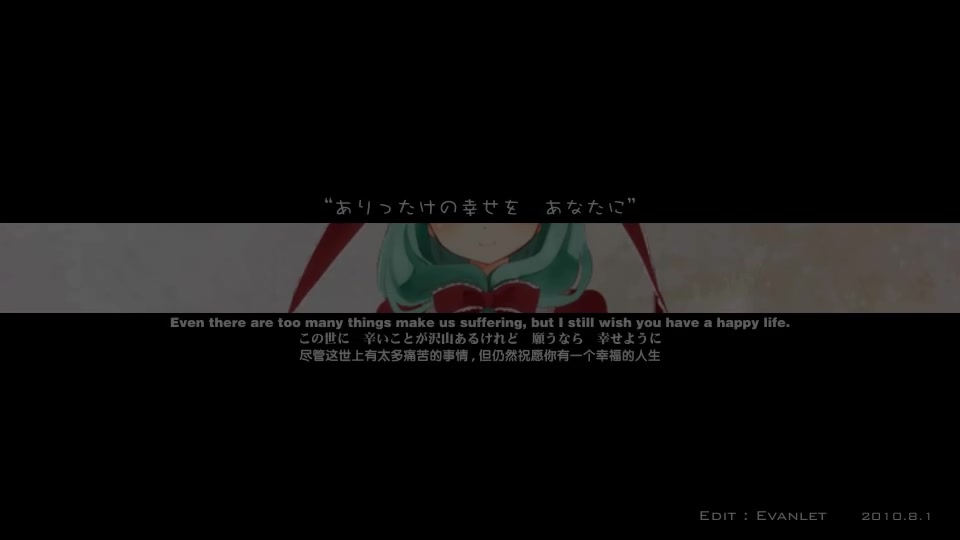 “ありったけの幸せを　あなたに”
Even there are too many things make us suffering, but I still wish you have a happy life.
この世に　辛いことが沢山あるけれど　願うなら　幸せように
尽管这世上有太多痛苦的事情，但仍然祝愿你有一个幸福的人生
Edit : Evanlet　2010.8.1